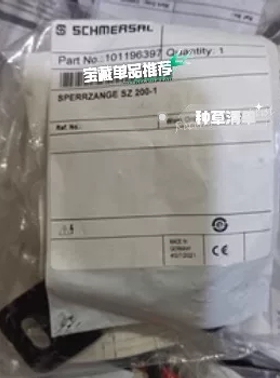 SCHMERSAL
Part No.:101196397 Quantity: 1
宝藏单品推荐
SPERRZANGE SZ 200-1
种草清单
Ref. No.:
MADE IN
GERMANY
CE